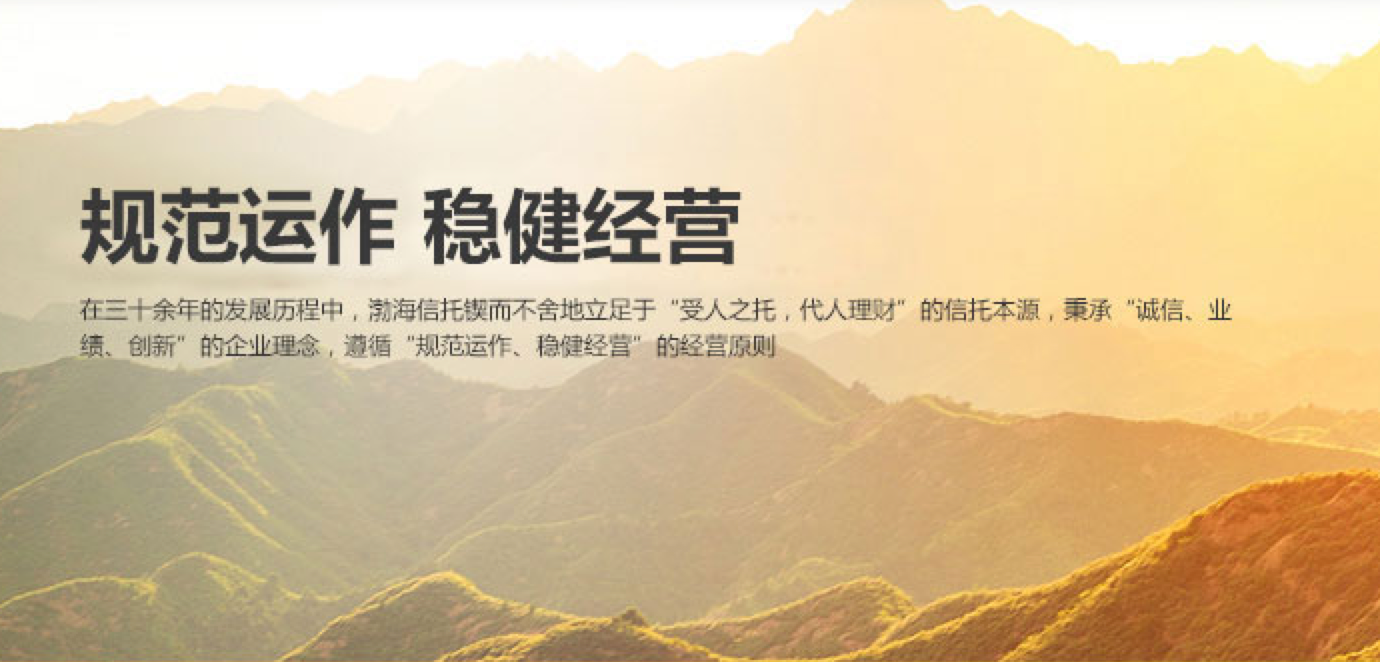 规范运作 稳健经营
在三十余年的发展历程中，渤海信托锲而不舍地立足于“受人之托，代人理财”的信托本源，秉承“诚信、业
绩、创新”的企业理念，遵循“规范运作、稳健经营”的经营原则